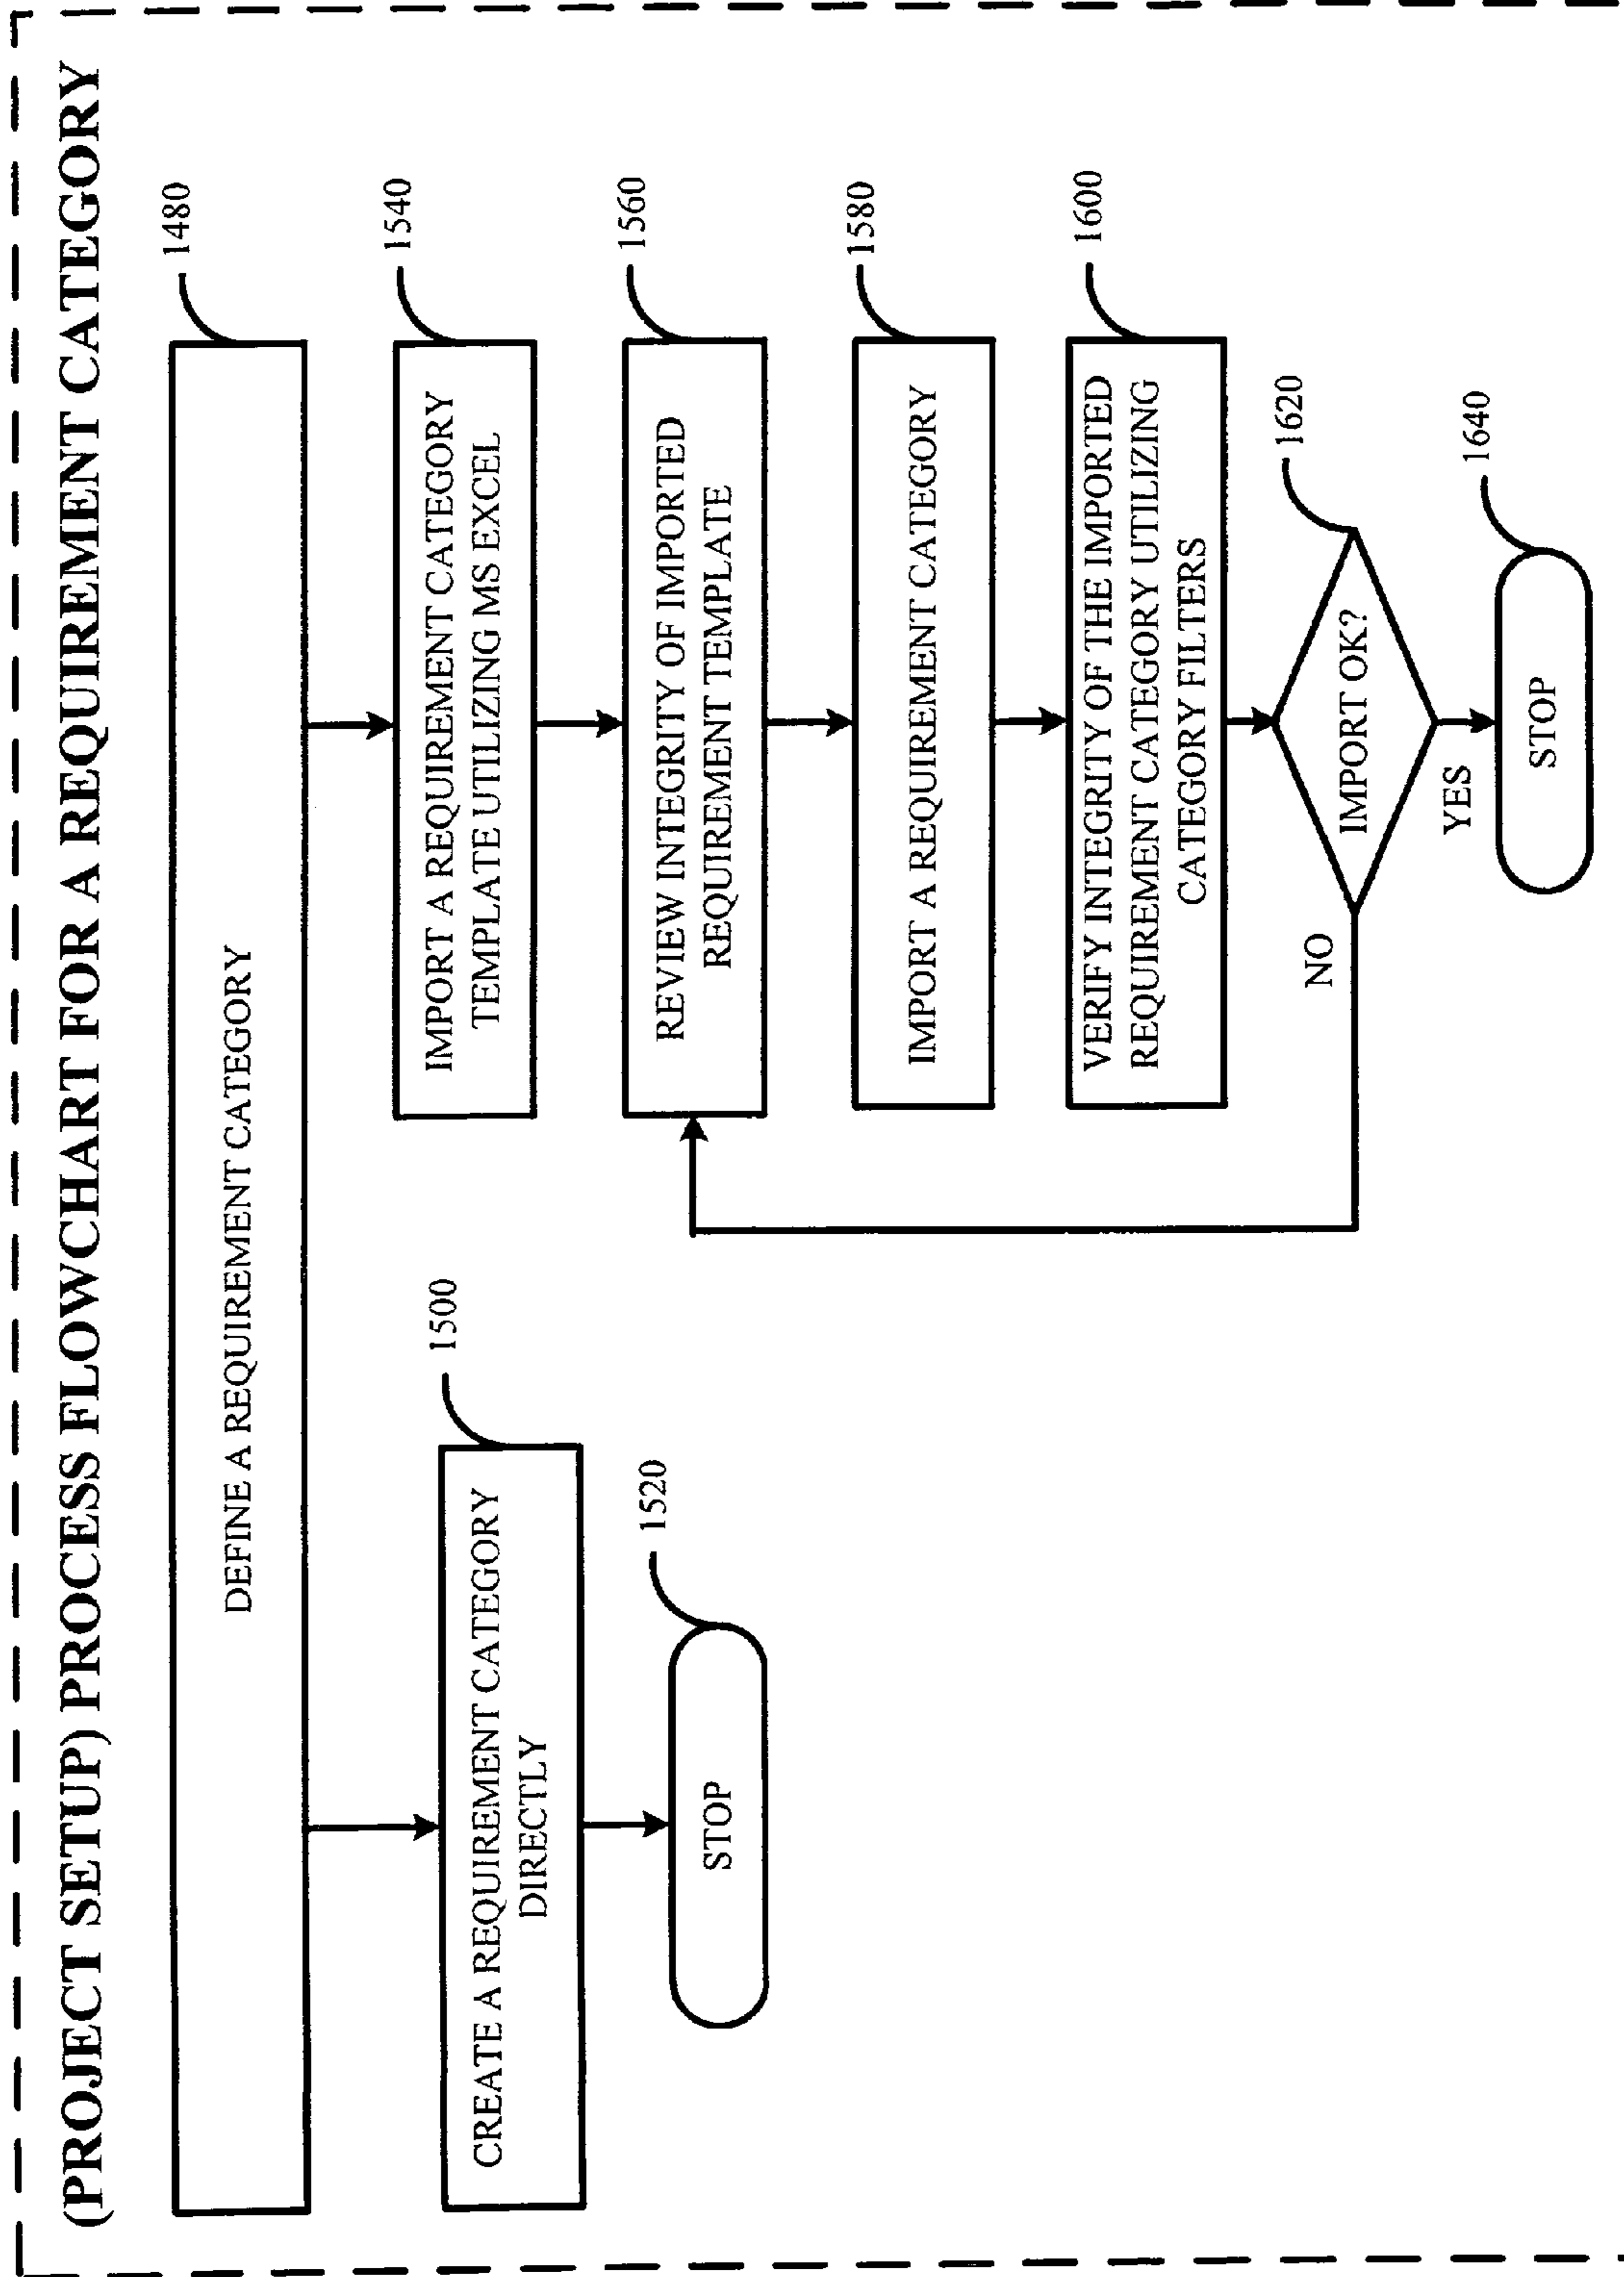 (PROJECT SETUP) PROCESS FLOWCHART FOR A REQUIREMENT CATEGORY
1480
DEFINE A REQUIREMENT CATEGORY
1500
CREATE A REQUIREMENT CATEGORY
DIRECTLY
1520
STOP
1540
IMPORT A REQUIREMENT CATEGORY
TEMPLATE UTILIZING MS EXCEL
1560
REVIEW INTEGRITY OF IMPORTED
REQUIREMENT TEMPLATE
1580
IMPORT A REQUIREMENT CATEGORY
1600
VERIFY INTEGRITY OF THE IMPORTED
REQUIREMENT CATEGORY UTILIZING
CATEGORY FILTERS
1620
IMPORT OK?
NO
YES
1640
STOP